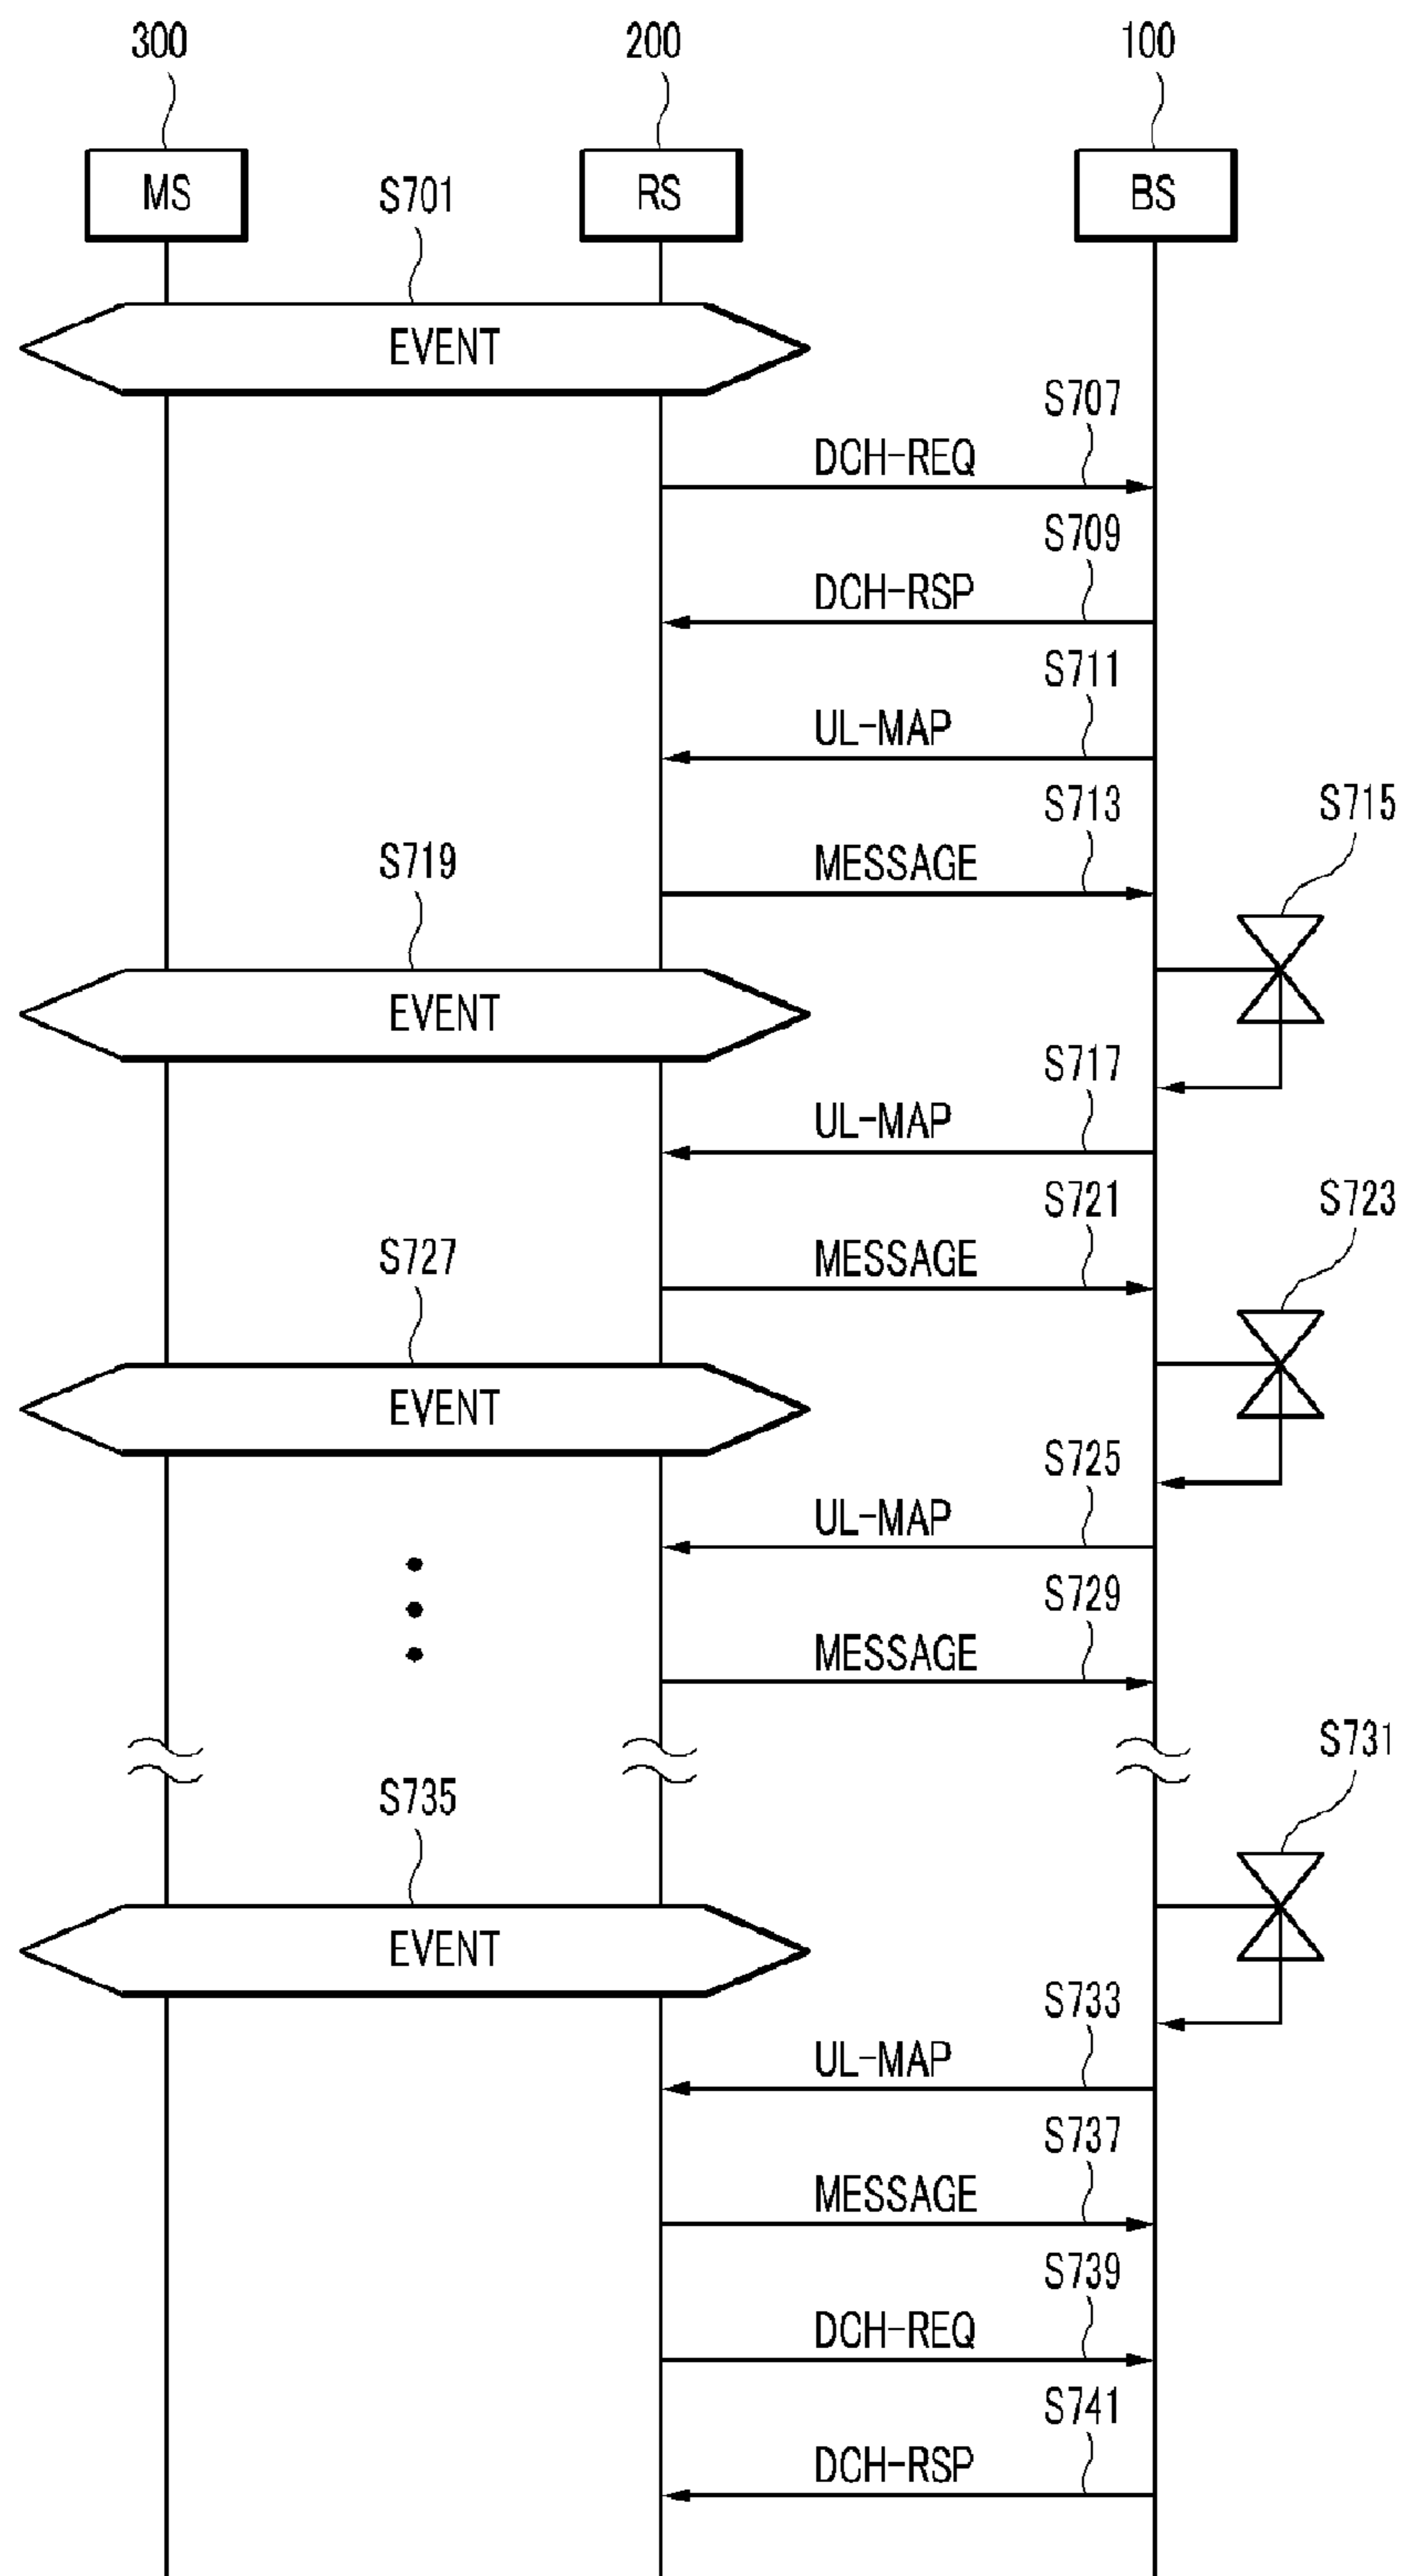 300 200 100
MS RS BS
S701
EVENT
S707
DCH-REQ
S709
DCH-RSP
S711
UL-MAP
S713
MESSAGE
S715
S719
EVENT
S717
UL-MAP
S721
MESSAGE
S723
S727
EVENT
S725
UL-MAP
S729
MESSAGE
S731
S735
EVENT
S733
UL-MAP
S737
MESSAGE
S739
DCH-REQ
S741
DCH-RSP